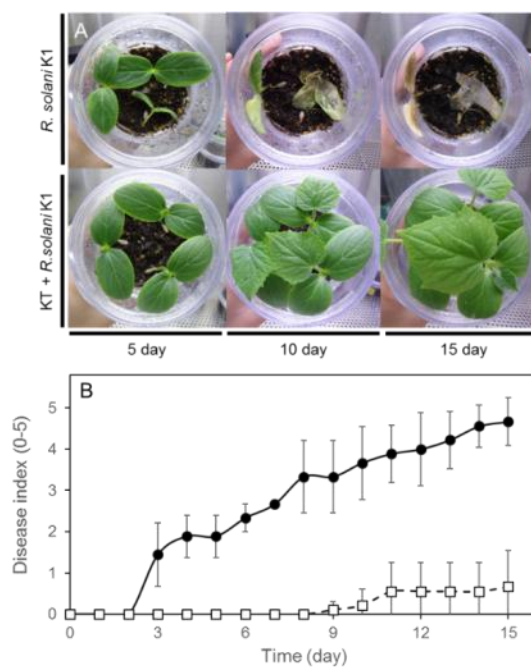 A
R. solani K1
KT + R.solani K1
5 day
10 day
15 day
B
Disease index (0-5)
5
4
3
2
1
0
0
3
6
9
12
15
Time (day)